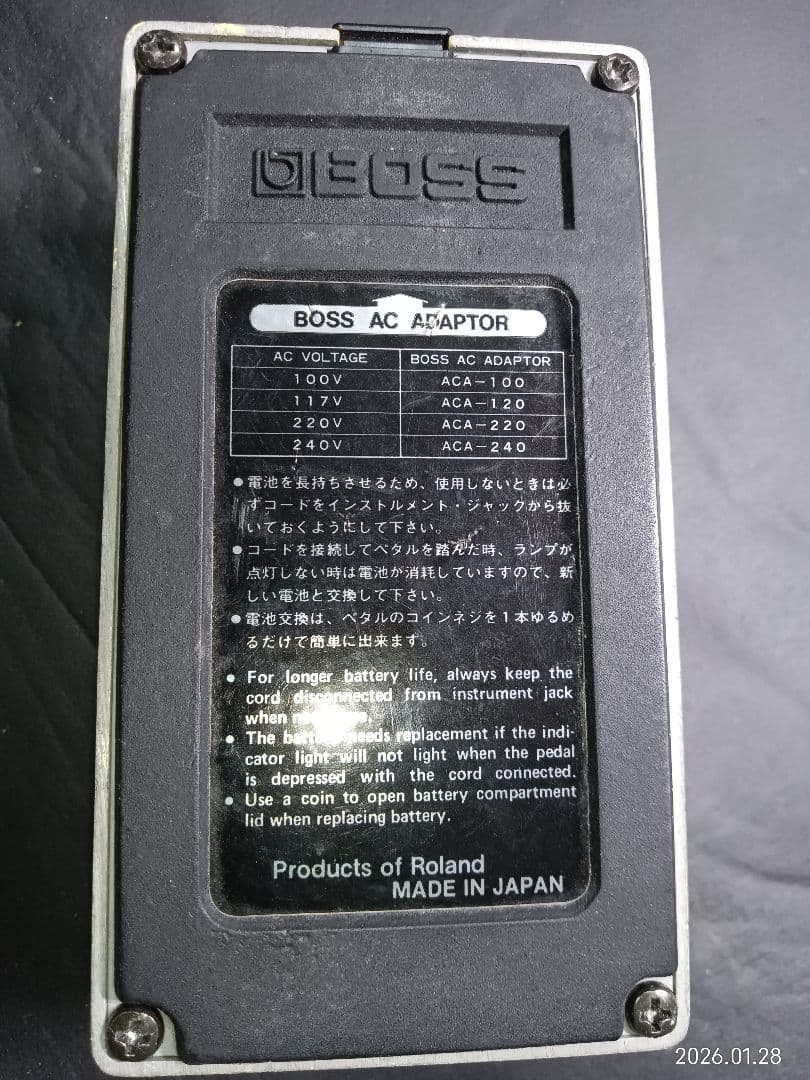 BOSS
BOSS AC ADAPTOR
AC VOLTAGE BOSS AC ADAPTOR
100V ACA-100
117V ACA-120
220V ACA-220
240V ACA-240
●電池を長持ちさせるため、使用しないときは必
ずコードをインストルメント・ジャックから抜
いておくようにして下さい。
●コードを接続してペタルを踏んだ時、ランプが
点灯しない時は電池が消耗していますので、新
しい電池と交換して下さい。
●電池交換は、ペタルのコインネジを1本ゆるめ
るだけで簡単に出来ます。
• For longer battery life, always keep the
cord disconnected from instrument jack
when
• The needs replacement if the indi-
cator light will not light when the pedal
is depressed with the cord connected.
• Use a coin to open battery compartment
lid when replacing battery.
Products of Roland
MADE IN JAPAN
2026.01.28